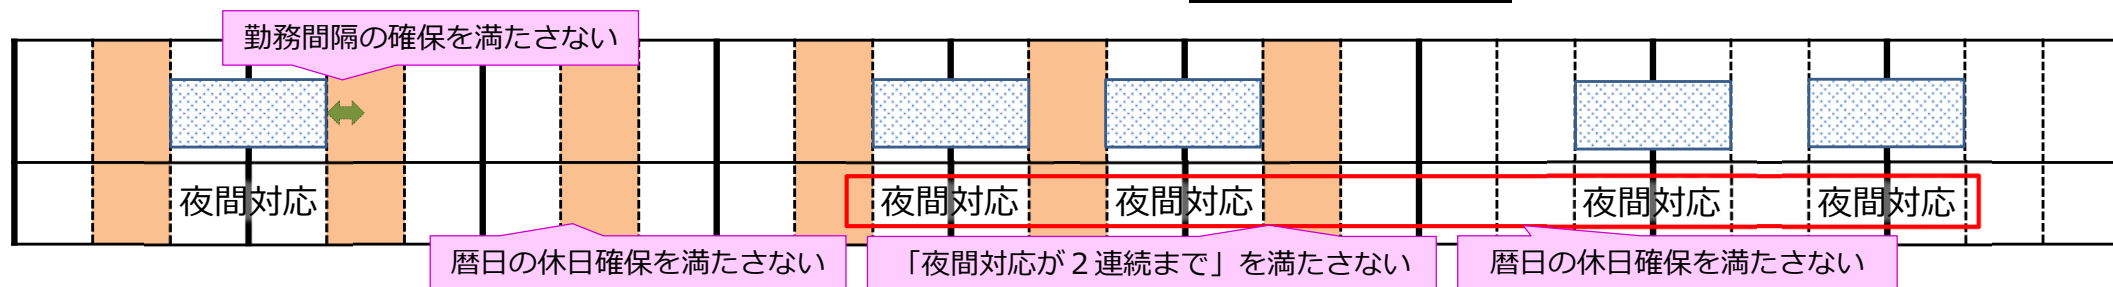 勤務間隔の確保を満たさない
夜間対応
夜間対応
夜間対応
夜間対応
夜間対応
暦日の休日確保を満たさない
「夜間対応が２連続まで」を満たさない
暦日の休日確保を満たさない